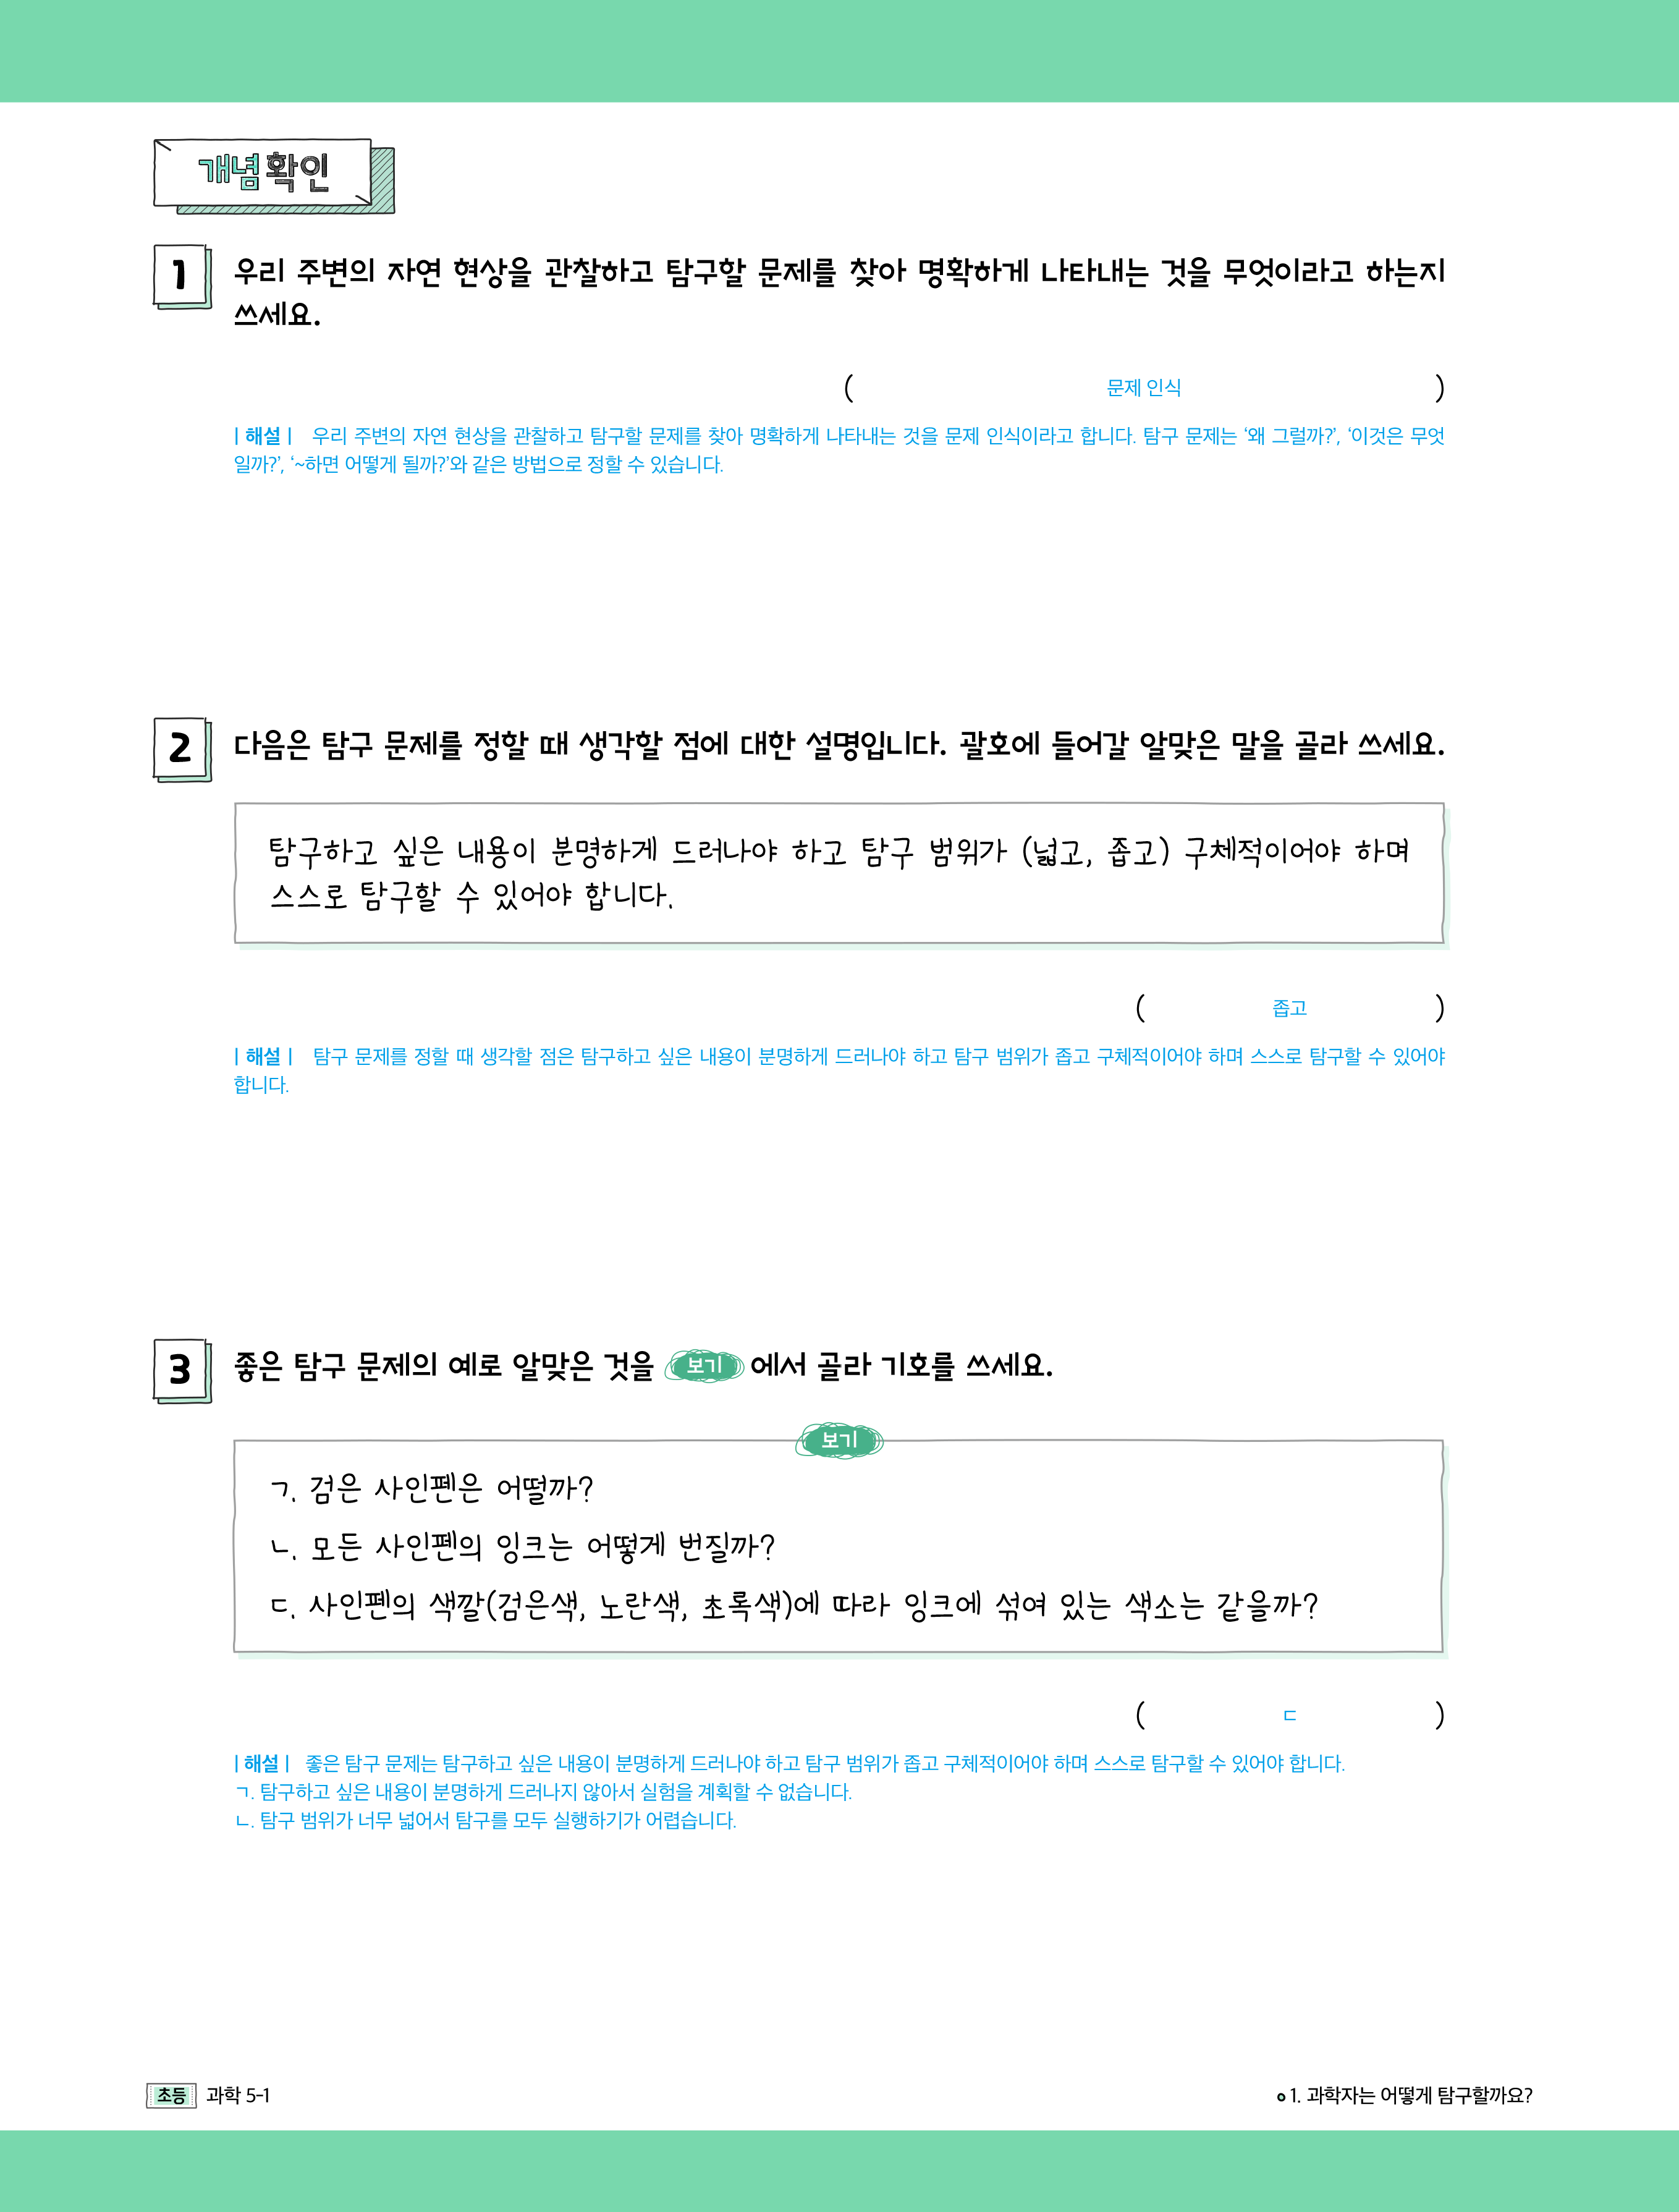 개념확인
1 우리 주변의 자연 현상을 관찰하고 탐구할 문제를 찾아 명확하게 나타내는 것을 무엇이라고 하는지
쓰세요.
( 문제 인식 )
| 해설 | 우리 주변의 자연 현상을 관찰하고 탐구할 문제를 찾아 명확하게 나타내는 것을 문제 인식이라고 합니다. 탐구 문제는 ‘왜 그럴까?’, ‘이것은 무엇
일까?’, ‘~하면 어떻게 될까?’와 같은 방법으로 정할 수 있습니다.
2 다음은 탐구 문제를 정할 때 생각할 점에 대한 설명입니다. 괄호에 들어갈 알맞은 말을 골라 쓰세요.
탐구하고 싶은 내용이 분명하게 드러나야 하고 탐구 범위가 (넓고, 좁고) 구체적이어야 하며
스스로 탐구할 수 있어야 합니다.
( 좁고 )
| 해설 | 탐구 문제를 정할 때 생각할 점은 탐구하고 싶은 내용이 분명하게 드러나야 하고 탐구 범위가 좁고 구체적이어야 하며 스스로 탐구할 수 있어야
합니다.
3 좋은 탐구 문제의 예로 알맞은 것을 보기 에서 골라 기호를 쓰세요.
보기
ㄱ. 검은 사인펜은 어떨까?
ㄴ. 모든 사인펜의 잉크는 어떻게 번질까?
ㄷ. 사인펜의 색깔(검은색, 노란색, 초록색)에 따라 잉크에 섞여 있는 색소는 같을까?
( ㄷ )
| 해설 | 좋은 탐구 문제는 탐구하고 싶은 내용이 분명하게 드러나야 하고 탐구 범위가 좁고 구체적이어야 하며 스스로 탐구할 수 있어야 합니다.
ㄱ. 탐구하고 싶은 내용이 분명하게 드러나지 않아서 실험을 계획할 수 없습니다.
ㄴ. 탐구 범위가 너무 넓어서 탐구를 모두 실행하기가 어렵습니다.
초등 과학 5-1
1. 과학자는 어떻게 탐구할까요?